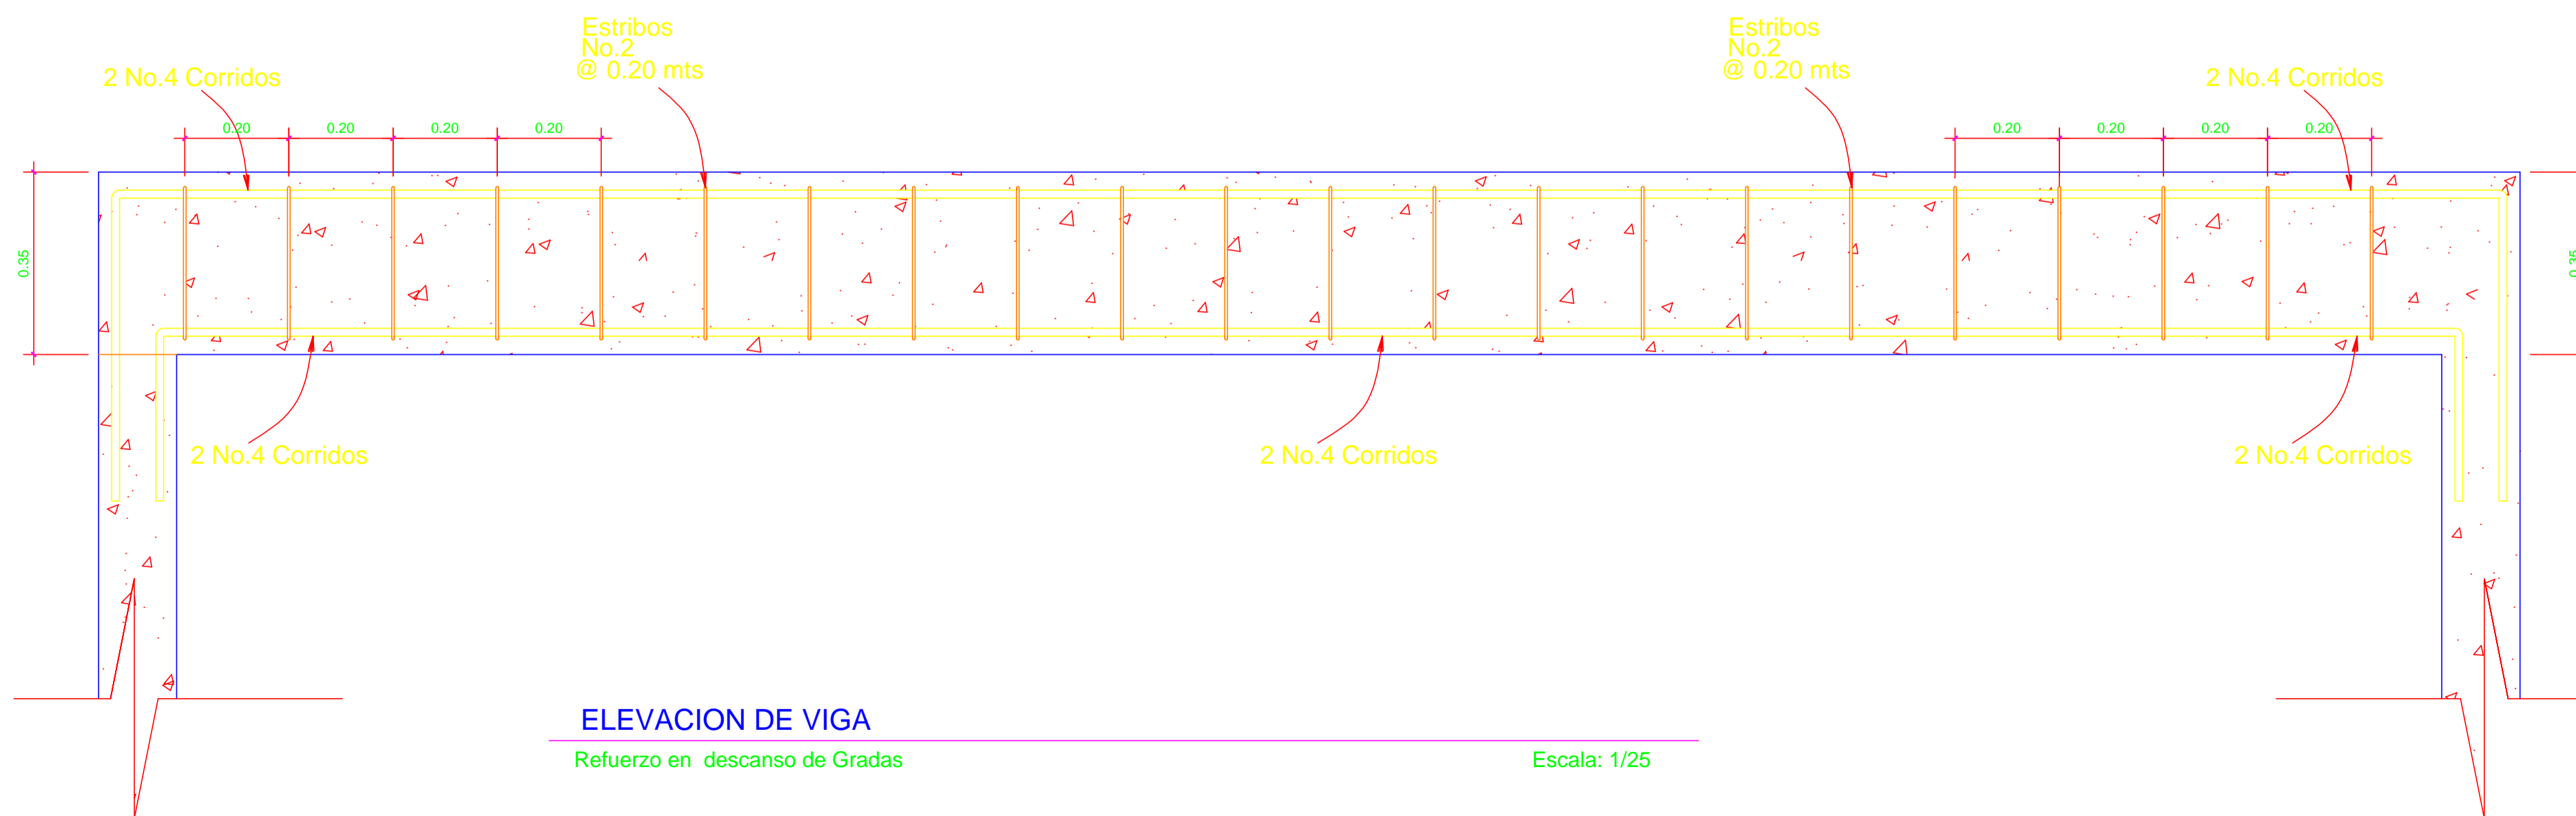 Estribos
No.2
@ 0.20 mts
Estribos
No.2
@ 0.20 mts
2 No.4 Corridos
2 No.4 Corridos
0.20
0.20
0.20
0.20
0.20
0.20
0.20
0.20
0.35
0.35
2 No.4 Corridos
2 No.4 Corridos
2 No.4 Corridos
ELEVACION DE VIGA
Refuerzo en descanso de Gradas
Escala: 1/25